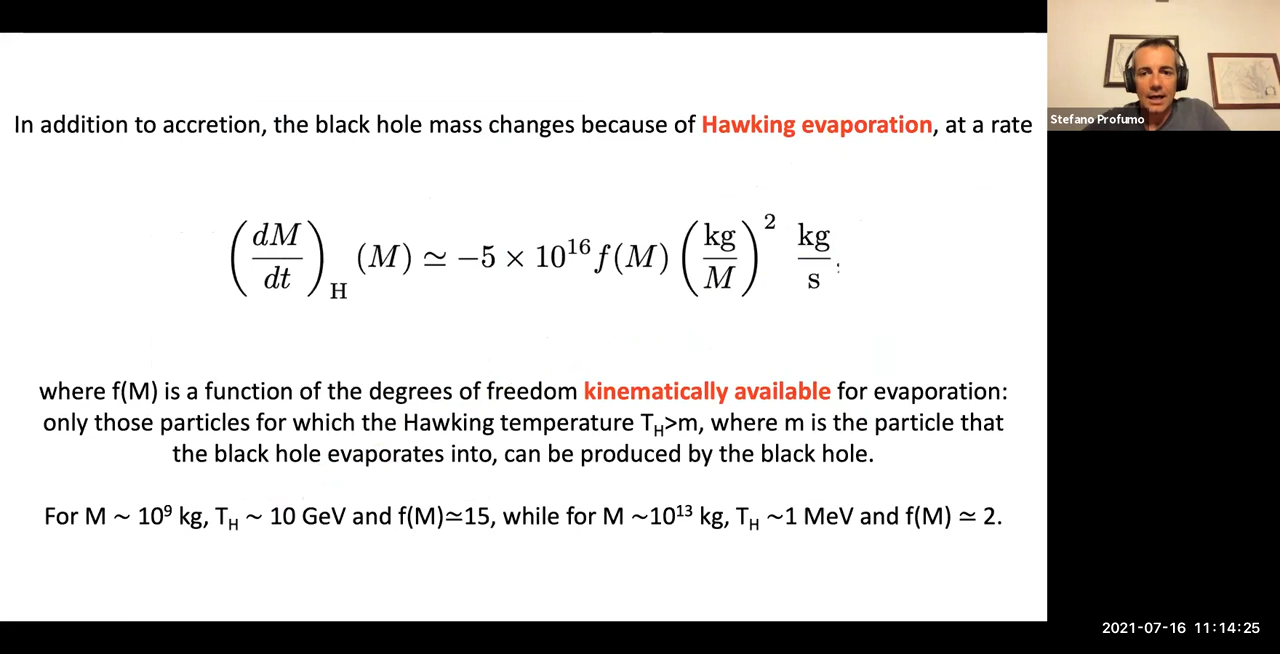 In addition to accretion, the black hole mass changes because of Hawking evaporation, at a rate
(dM/dt)_H (M) ≃ −5 × 10^16 f(M) (kg/M)^2 kg/s
where f(M) is a function of the degrees of freedom kinematically available for evaporation:
only those particles for which the Hawking temperature T_H>m, where m is the particle that
the black hole evaporates into, can be produced by the black hole.
For M ~ 10^9 kg, T_H ~ 10 GeV and f(M)≃15, while for M ~10^13 kg, T_H ~1 MeV and f(M) ≃ 2.
Stefano Profumo
2021-07-16 11:14:25